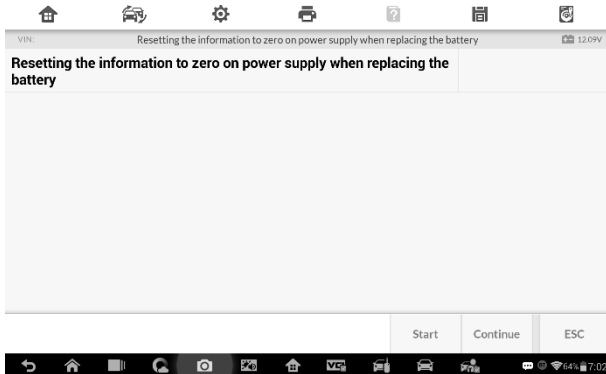 VIN: Resetting the information to zero on power supply when replacing the battery 12.09V
Resetting the information to zero on power supply when replacing the
battery
Start Continue ESC
VCI 64% 7:02